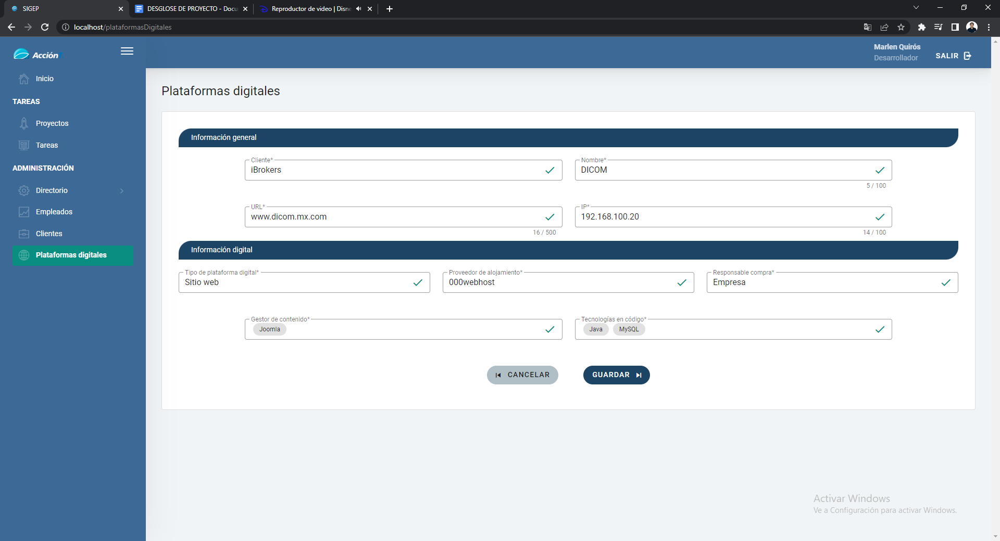 SIGEP
DESGLOSE DE PROYECTO - Docu
Reproductor de video | Disne
localhost/plataformasDigitales
Acción
Marlen Quirós
Desarrollador
SALIR
Inicio
TAREAS
Proyectos
Tareas
ADMINISTRACIÓN
Directorio
Empleados
Clientes
Plataformas digitales
Plataformas digitales
Información general
Cliente*
iBrokers
Nombre*
DICOM
5 / 100
URL*
www.dicom.mx.com
16 / 500
IP*
192.168.100.20
14 / 100
Información digital
Tipo de plataforma digital*
Sitio web
Proveedor de alojamiento*
000webhost
Responsable compra*
Empresa
Gestor de contenido*
Joomla
Tecnologías en código*
Java MySQL
CANCELAR
GUARDAR
Activar Windows
Ve a Configuración para activar Windows.